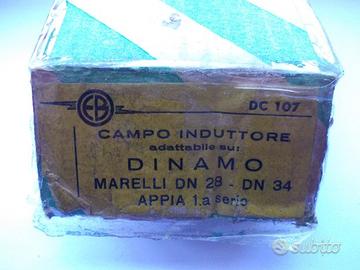 EB
DC 107
CAMPO INDUTTORE
adattabile su:
DINAMO
MARELLI DN 28 - DN 34
APPIA 1.a serie
subito